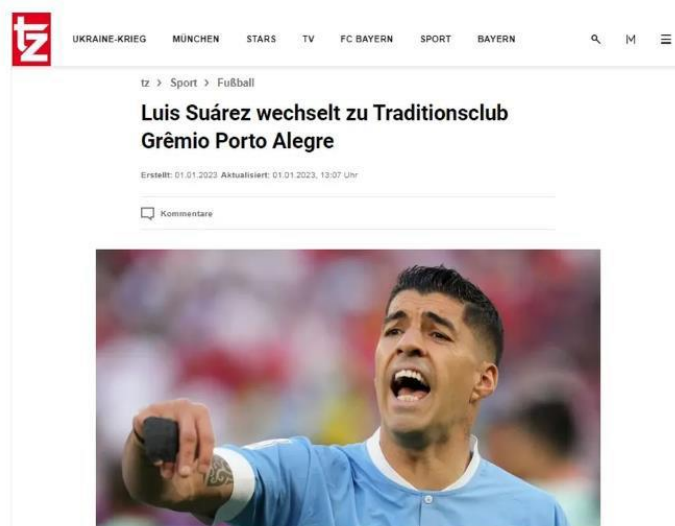 tz
UKRAINE-KRIEG MÜNCHEN STARS TV FC BAYERN SPORT BAYERN M
tz > Sport > Fußball
Luis Suárez wechselt zu Traditionsclub
Grêmio Porto Alegre
Erstellt: 01.01.2023 Aktualisiert: 01.01.2023, 13:07 Uhr
Kommentare